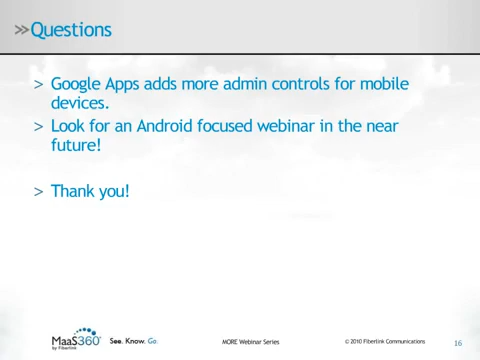 »Questions
> Google Apps adds more admin controls for mobile
devices.
> Look for an Android focused webinar in the near
future!
> Thank you!
MaaS360
by Fiberlink
See. Know. Go.
MORE Webinar Series
© 2010 Fiberlink Communications
16